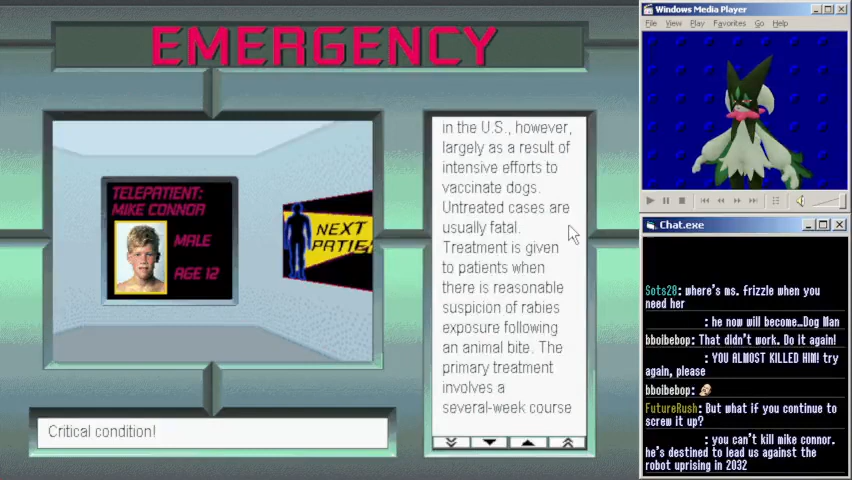 EMERGENCY
TELEPATIENT:
MIKE CONNOR
MALE
AGE 12
NEXT
PATIE
Critical condition!
in the U.S., however,
largely as a result of
intensive efforts to
vaccinate dogs.
Untreated cases are
usually fatal.
Treatment is given
to patients when
there is reasonable
suspicion of rabies
exposure following
an animal bite. The
primary treatment
involves a
several-week course
Windows Media Player
File View Play Favorites Go Help
Chat.exe
Sots28: where's ms. frizzle when you
need her
: he now will become…Dog Man
bboibebop: That didn't work. Do it again!
: YOU ALMOST KILLED HIM! try
again, please
bboibebop:
FutureRush: But what if you continue to
screw it up?
: you can't kill mike connor.
he's destined to lead us against the
robot uprising in 2032